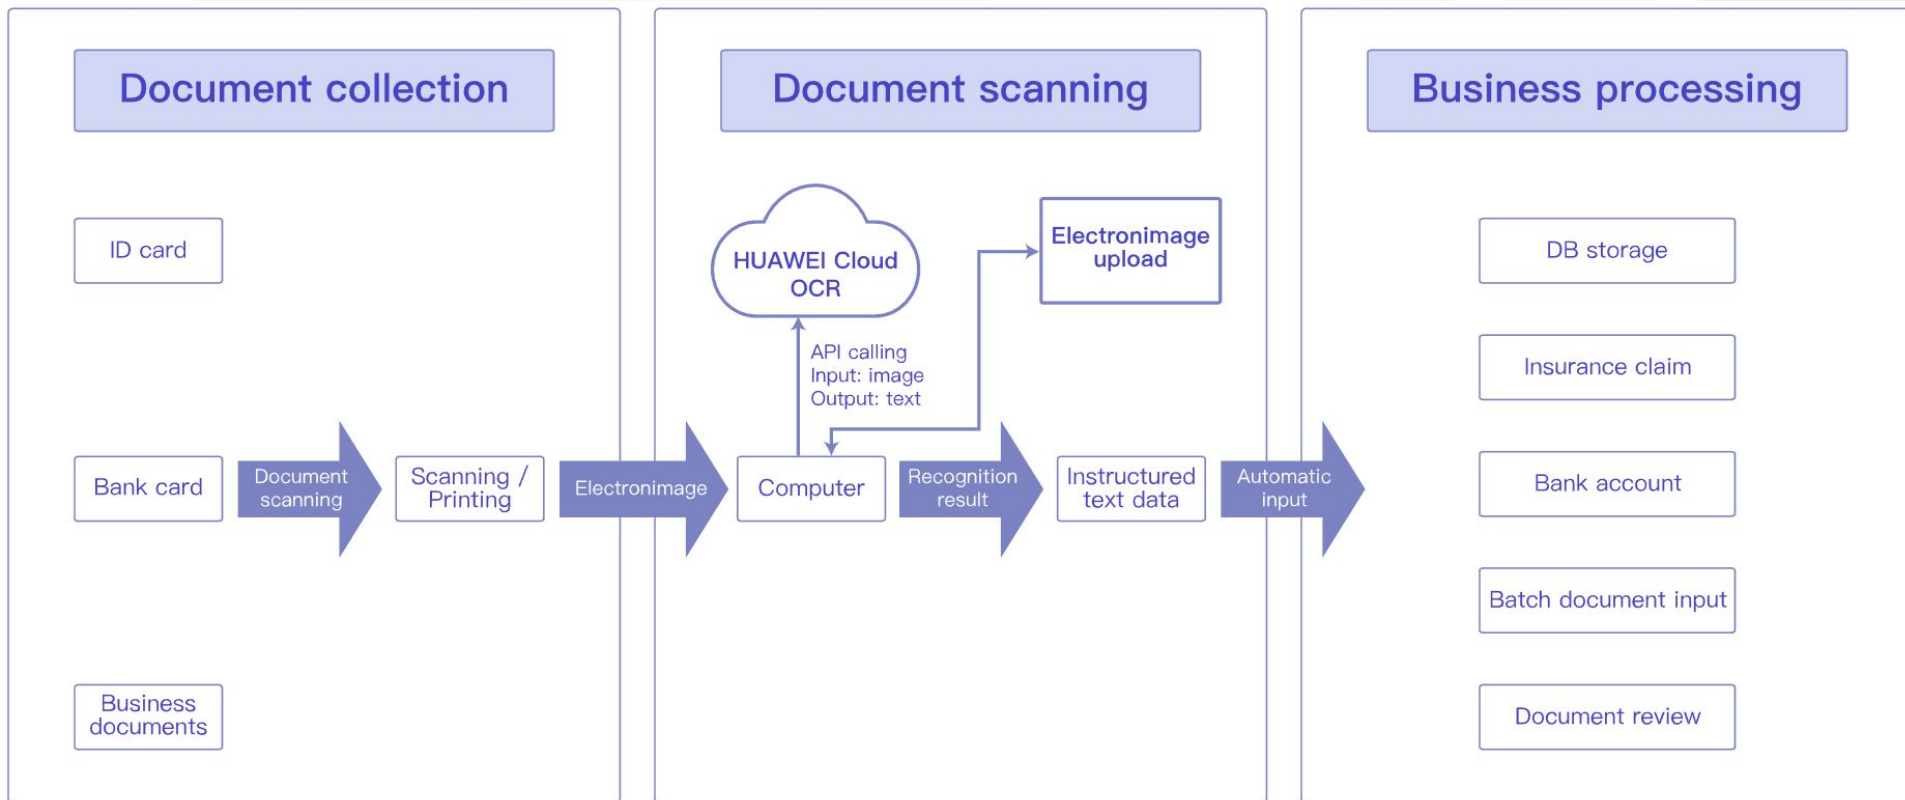 Document collection
ID card
Bank card
Business
documents
Document
scanning
Scanning /
Printing
Electronimage
Document scanning
HUAWEI Cloud
OCR
API calling
Input: image
Output: text
Electronimage
upload
Computer
Recognition
result
Instructured
text data
Automatic
input
Business processing
DB storage
Insurance claim
Bank account
Batch document input
Document review